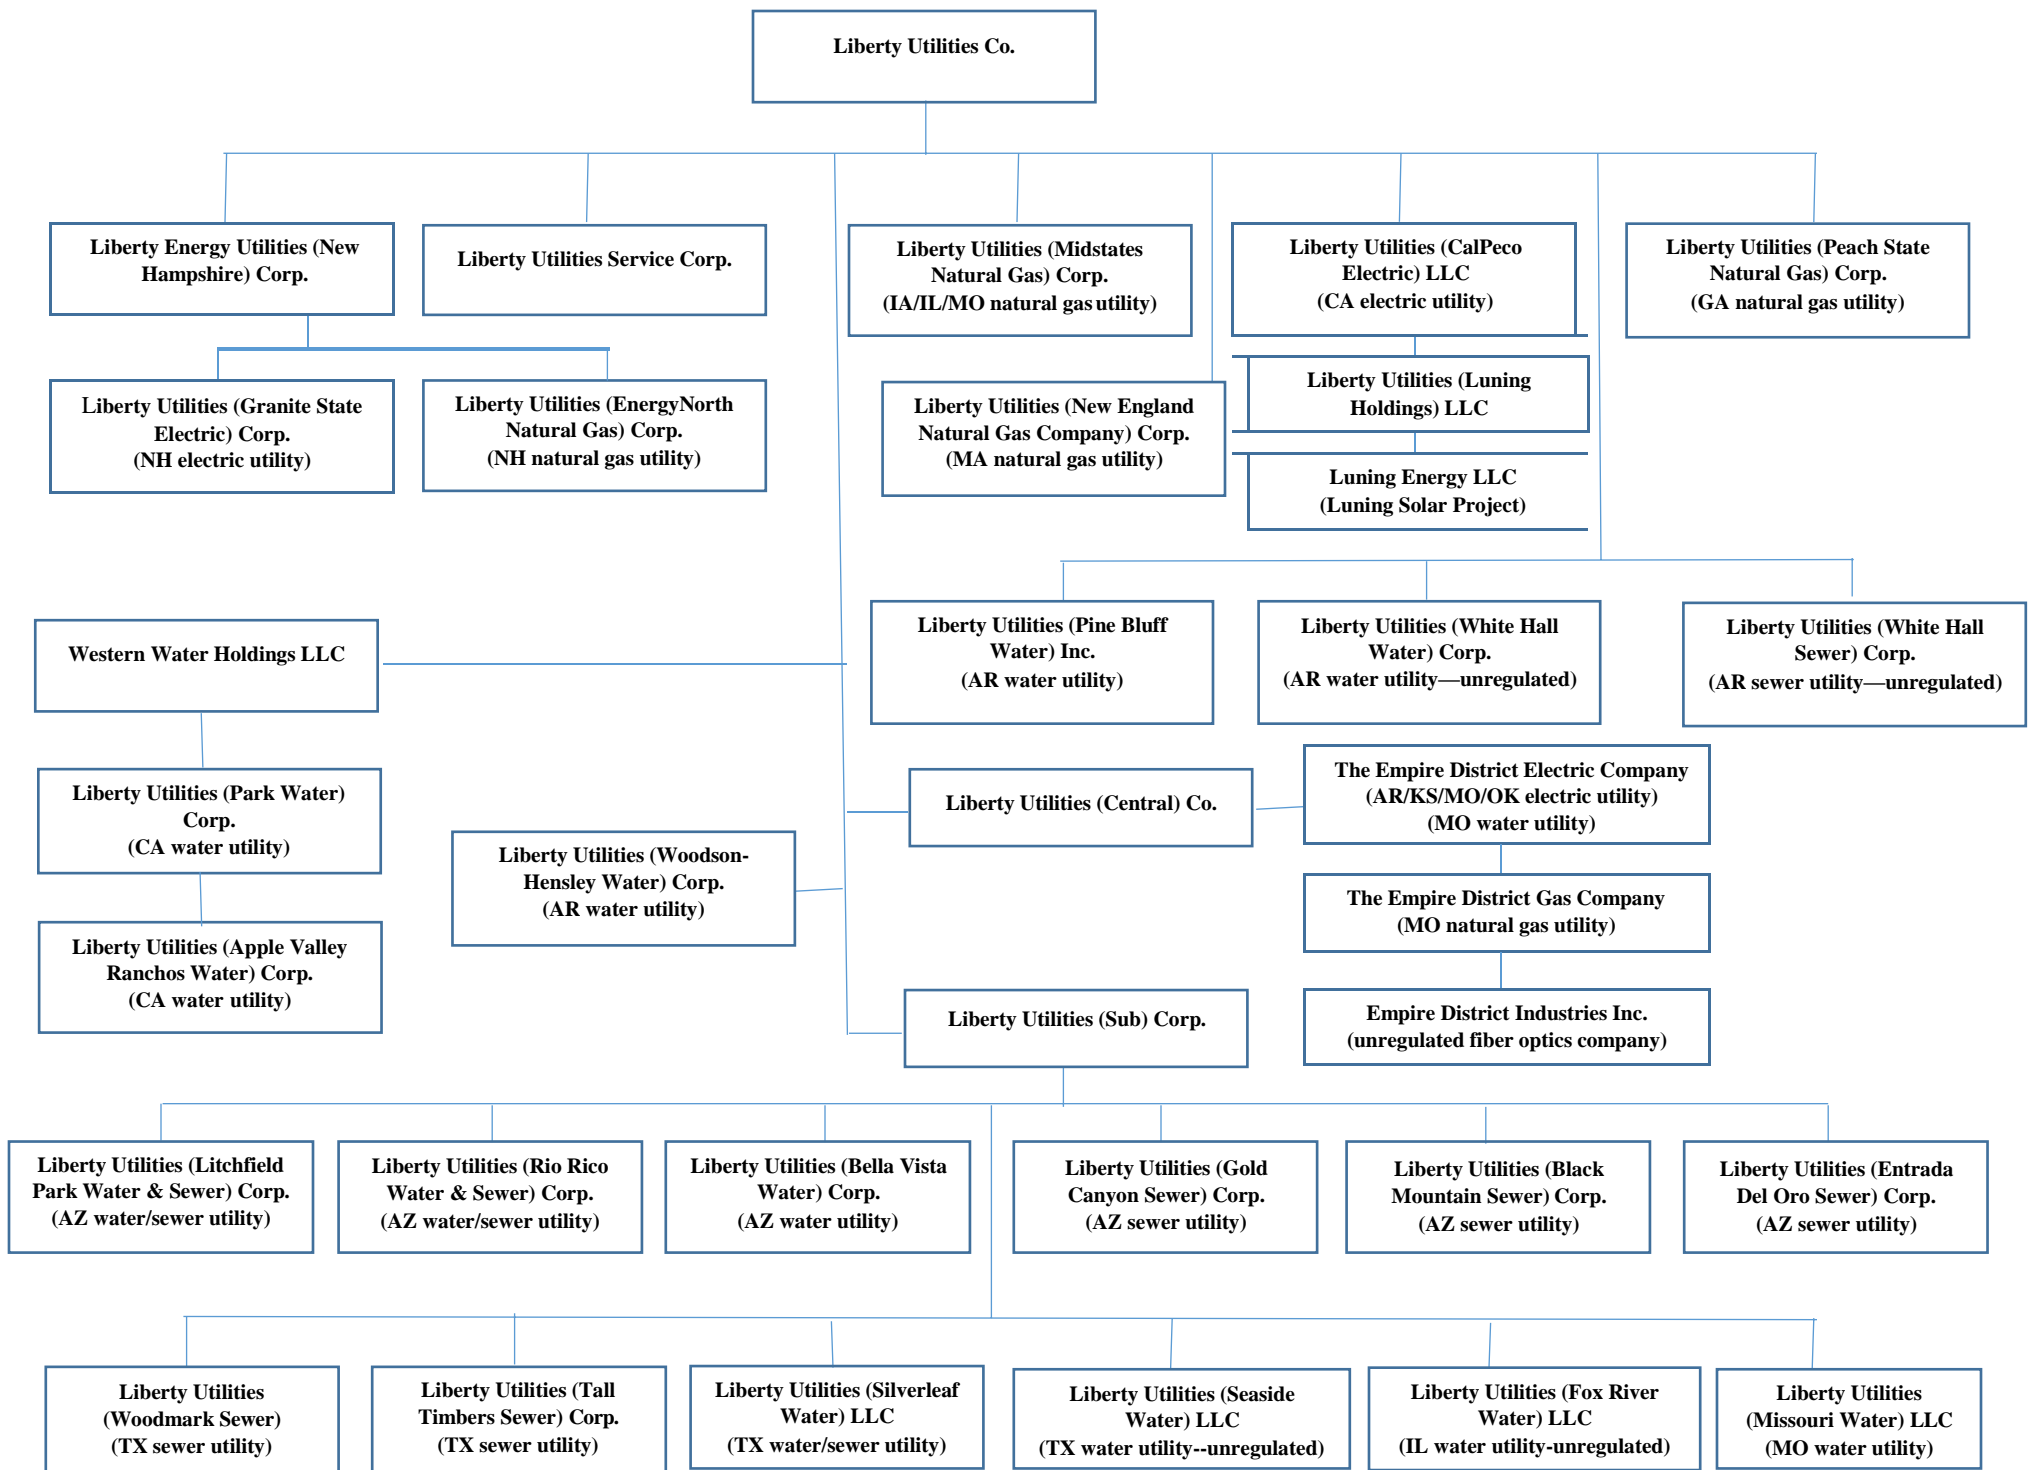 Liberty Utilities Co.
Liberty Energy Utilities (New
Hampshire) Corp.
Liberty Utilities Service Corp.
Liberty Utilities (Midstates
Natural Gas) Corp.
(IA/IL/MO natural gas utility)
Liberty Utilities (CalPeco
Electric) LLC
(CA electric utility)
Liberty Utilities (Peach State
Natural Gas) Corp.
(GA natural gas utility)
Liberty Utilities (Granite State
Electric) Corp.
(NH electric utility)
Liberty Utilities (EnergyNorth
Natural Gas) Corp.
(NH natural gas utility)
Liberty Utilities (New England
Natural Gas Company) Corp.
(MA natural gas utility)
Liberty Utilities (Luning
Holdings) LLC
Luning Energy LLC
(Luning Solar Project)
Liberty Utilities (Pine Bluff
Water) Inc.
(AR water utility)
Liberty Utilities (White Hall
Water) Corp.
(AR water utility—unregulated)
Liberty Utilities (White Hall
Sewer) Corp.
(AR sewer utility—unregulated)
Western Water Holdings LLC
Liberty Utilities (Park Water)
Corp.
(CA water utility)
Liberty Utilities (Woodson-
Hensley Water) Corp.
(AR water utility)
Liberty Utilities (Central) Co.
The Empire District Electric Company
(AR/KS/MO/OK electric utility)
(MO water utility)
The Empire District Gas Company
(MO natural gas utility)
Liberty Utilities (Apple Valley
Ranchos Water) Corp.
(CA water utility)
Liberty Utilities (Sub) Corp.
Empire District Industries Inc.
(unregulated fiber optics company)
Liberty Utilities (Litchfield
Park Water & Sewer) Corp.
(AZ water/sewer utility)
Liberty Utilities (Rio Rico
Water & Sewer) Corp.
(AZ water/sewer utility)
Liberty Utilities (Bella Vista
Water) Corp.
(AZ water utility)
Liberty Utilities (Gold
Canyon Sewer) Corp.
(AZ sewer utility)
Liberty Utilities (Black
Mountain Sewer) Corp.
(AZ sewer utility)
Liberty Utilities (Entrada
Del Oro Sewer) Corp.
(AZ sewer utility)
Liberty Utilities
(Woodmark Sewer)
(TX sewer utility)
Liberty Utilities (Tall
Timbers Sewer) Corp.
(TX sewer utility)
Liberty Utilities (Silverleaf
Water) LLC
(TX water/sewer utility)
Liberty Utilities (Seaside
Water) LLC
(TX water utility--unregulated)
Liberty Utilities (Fox River
Water) LLC
(IL water utility-unregulated)
Liberty Utilities
(Missouri Water) LLC
(MO water utility)